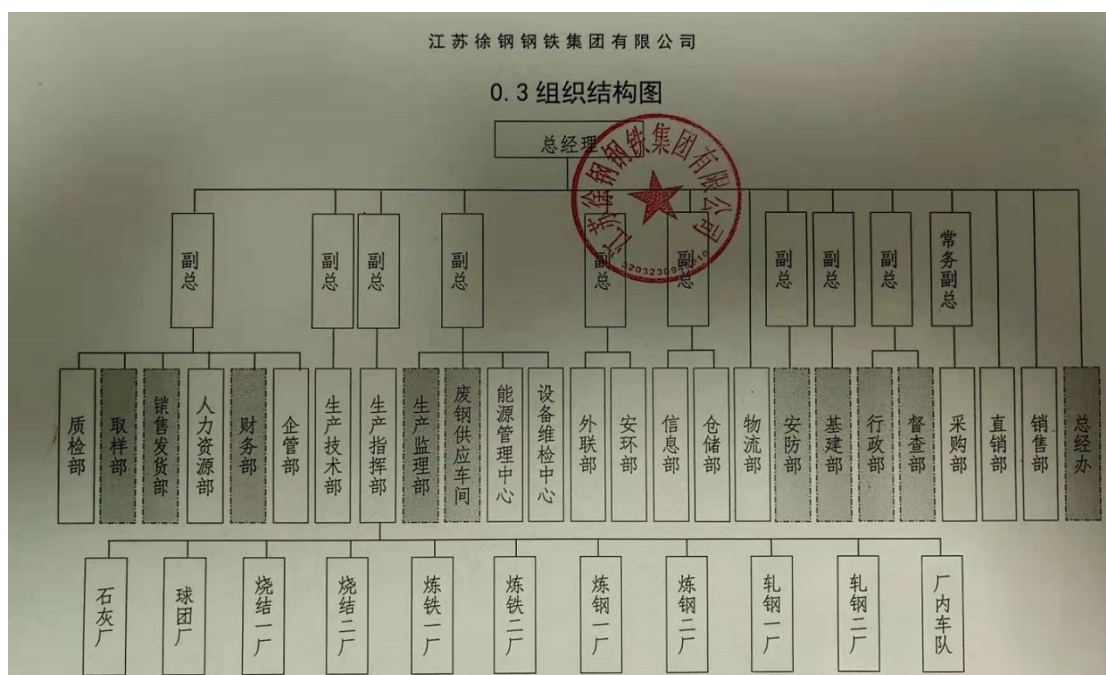 江苏徐钢钢铁集团有限公司
0.3 组织结构图
总经理
江苏徐钢钢铁集团有限公司
副总
副总
副总
副总
副总
副总
副总
副总
副总
常务副总
质检部
取样部
销售发货部
人力资源部
财务部
企管部
生产技术部
生产指挥部
生产监理部
废钢供应车间
能源管理中心
设备维检中心
外联部
安环部
信息部
仓储部
物流部
安防部
基建部
行政部
督查部
采购部
直销部
销售部
总经办
石灰厂
球团厂
烧结一厂
烧结二厂
炼铁一厂
炼铁二厂
炼钢一厂
炼钢二厂
轧钢一厂
轧钢二厂
厂内车队